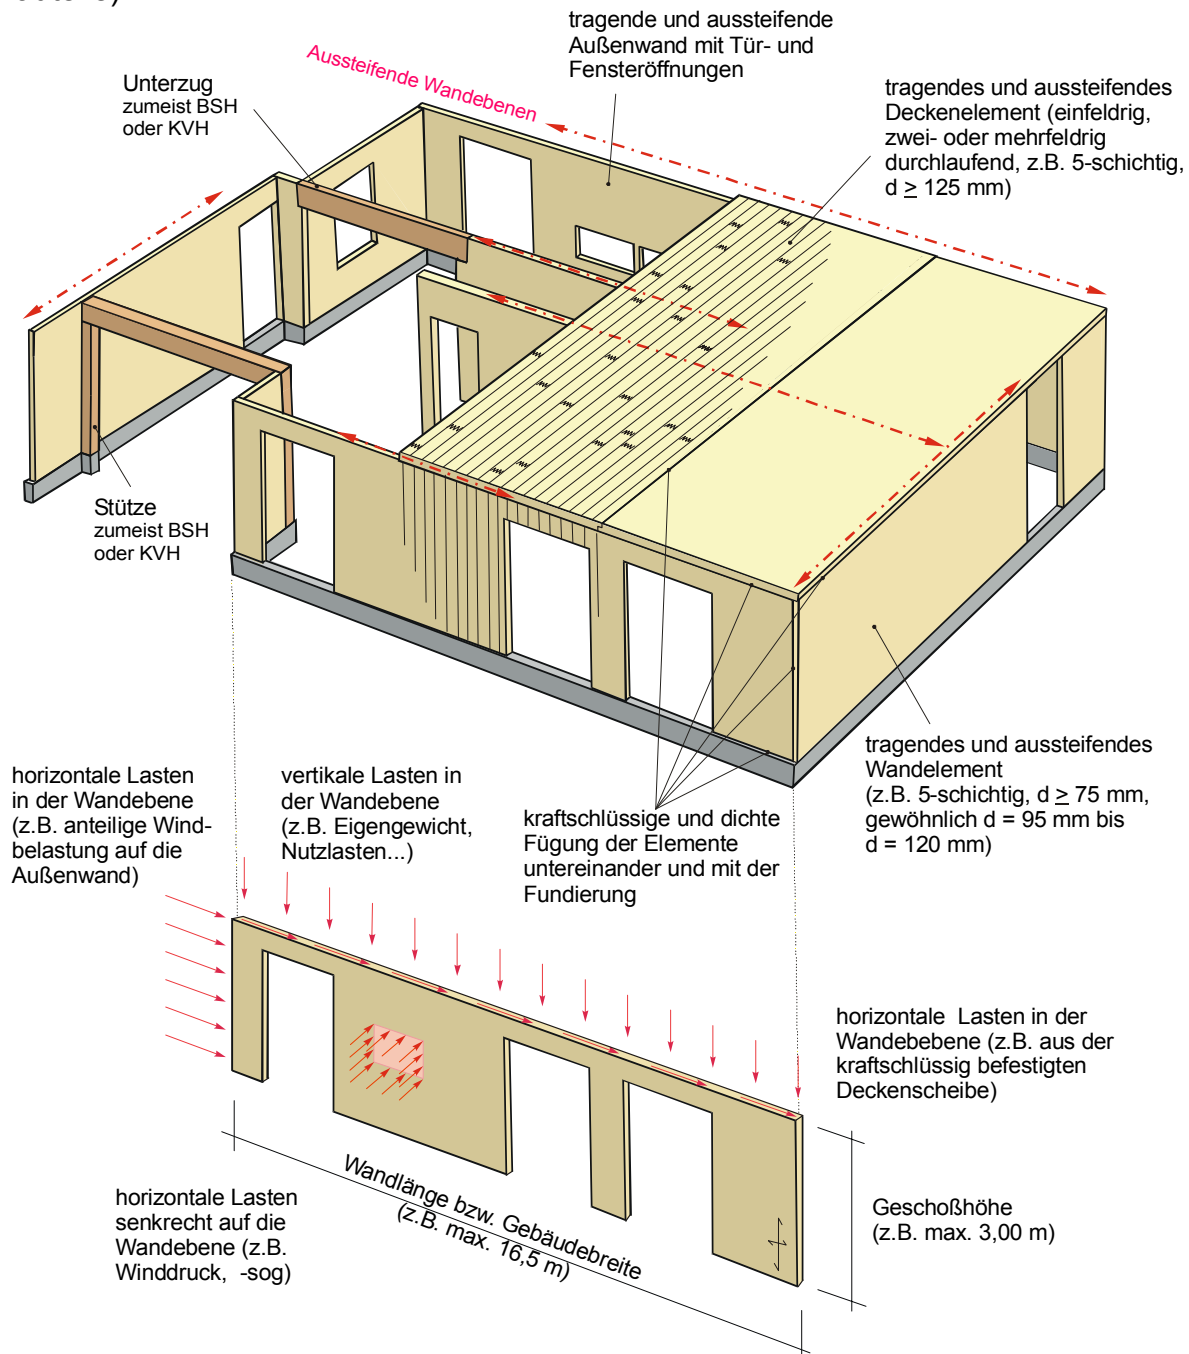 tragende und aussteifende
Außenwand mit Tür- und
Fensteröffnungen
Aussteifende Wandebenen
Unterzug
zumeist BSH
oder KVH
tragendes und aussteifendes
Deckenelement (einfeldrig,
zwei- oder mehrfeldrig
durchlaufend, z.B. 5-schichtig,
d ≥ 125 mm)
Stütze
zumeist BSH
oder KVH
tragendes und aussteifendes
Wandelement
(z.B. 5-schichtig, d ≥ 75 mm,
gewöhnlich d = 95 mm bis
d = 120 mm)
horizontale Lasten
in der Wandebene
(z.B. anteilige Wind-
belastung auf die
Außenwand)
vertikale Lasten in
der Wandebene
(z.B. Eigengewicht,
Nutzlasten...)
kraftschlüssige und dichte
Fügung der Elemente
untereinander und mit der
Fundierung
horizontale Lasten in der
Wandebebene (z.B. aus der
kraftschlüssig befestigten
Deckenscheibe)
horizontale Lasten
senkrecht auf die
Wandebene (z.B.
Winddruck, -sog)
Wandlänge bzw. Gebäudebreite
(z.B. max. 16,5 m)
Geschoßhöhe
(z.B. max. 3,00 m)